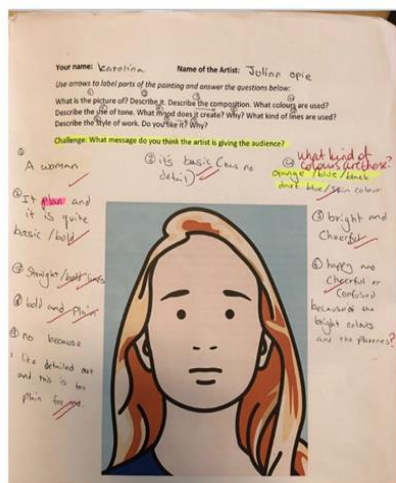 Your name: Karolina Name of the Artist: Julian opie
Use arrows to label parts of the painting and answer the questions below:
What is the picture of? Describe it. Describe the composition. What colours are used?
Describe the use of tone. What mood does it create? Why? What kind of lines are used?
Describe the style of work. Do you like it? Why?
Challenge: What message do you think the artist is giving the audience?
A woman
it's basic (has no
detail)
what kind of
colours are those?
orange /blue/black
dark blue/skin colour
It plan and
it is quite
basic/bold
Straight/bold lines
bold and plain
no because
I like detailed art
and this is too
plain for me.
bright and
Cheerful
happy and
Cheerful or
Confused
because of the
bright colours
and the plainness?